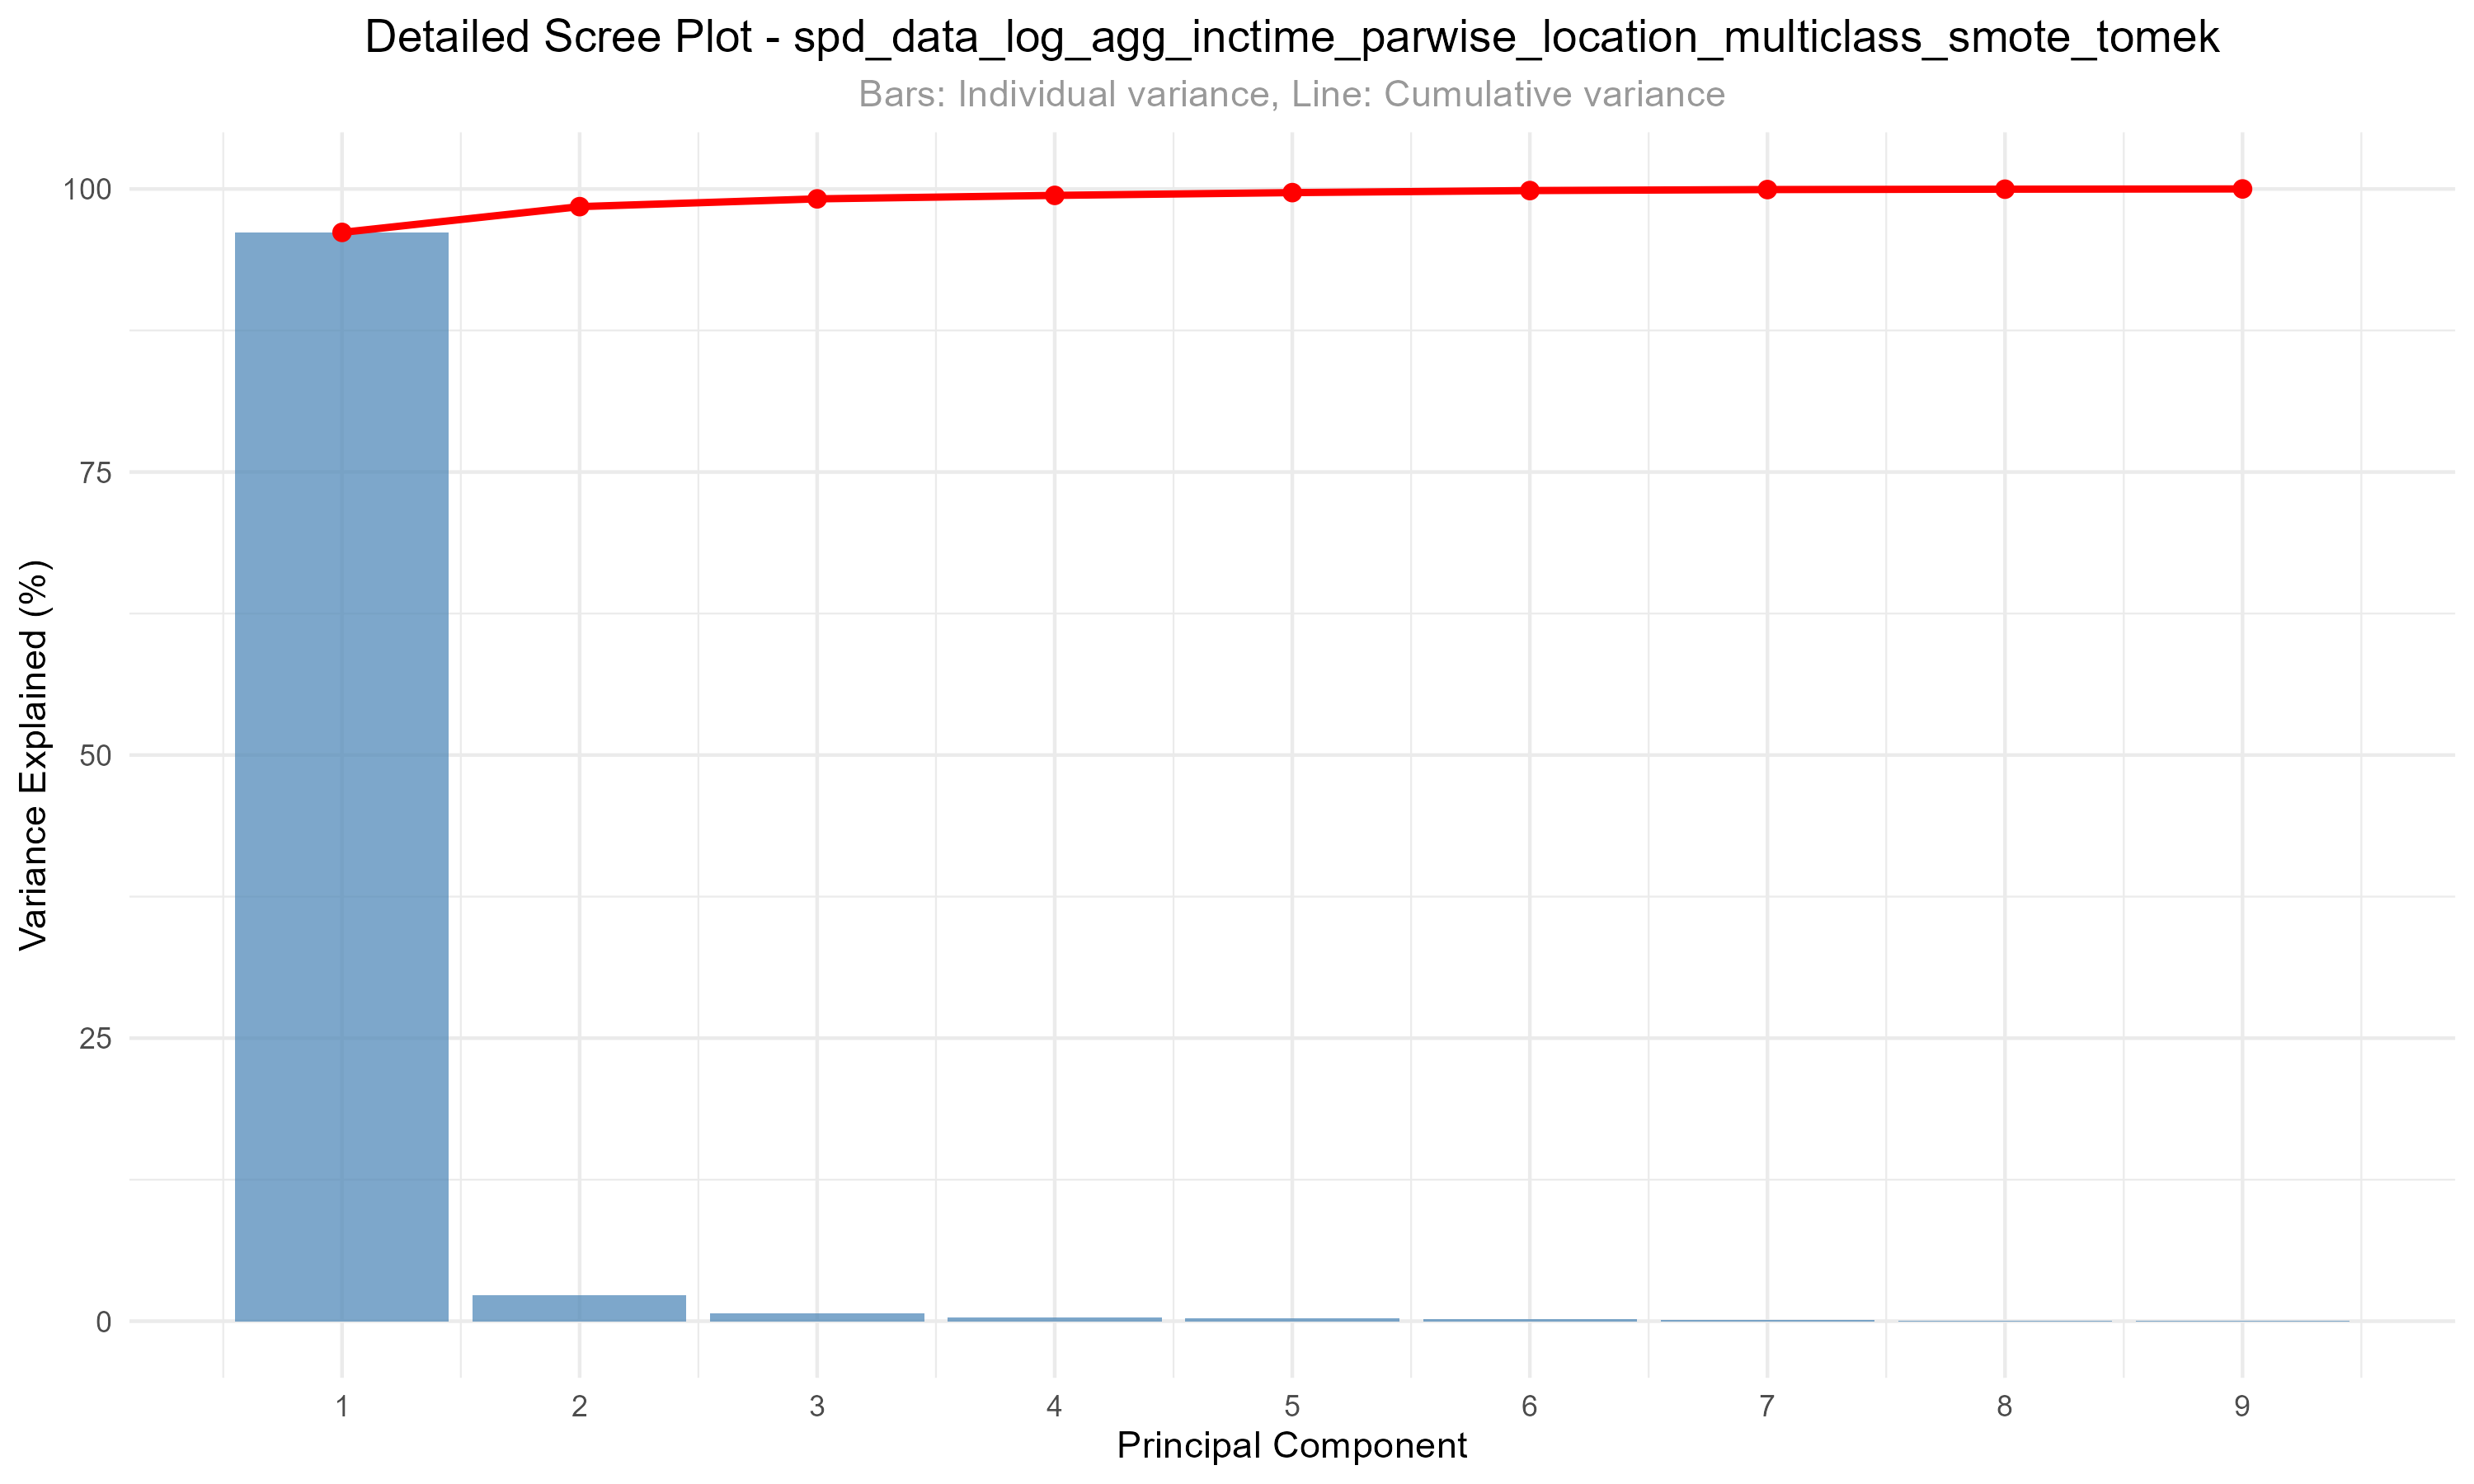 Detailed Scree Plot - spd_data_log_agg_inctime_parwise_location_multiclass_smote_tomek
Bars: Individual variance, Line: Cumulative variance
Variance Explained (%)
100
75
50
25
0
1 2 3 4 5 6 7 8 9
Principal Component